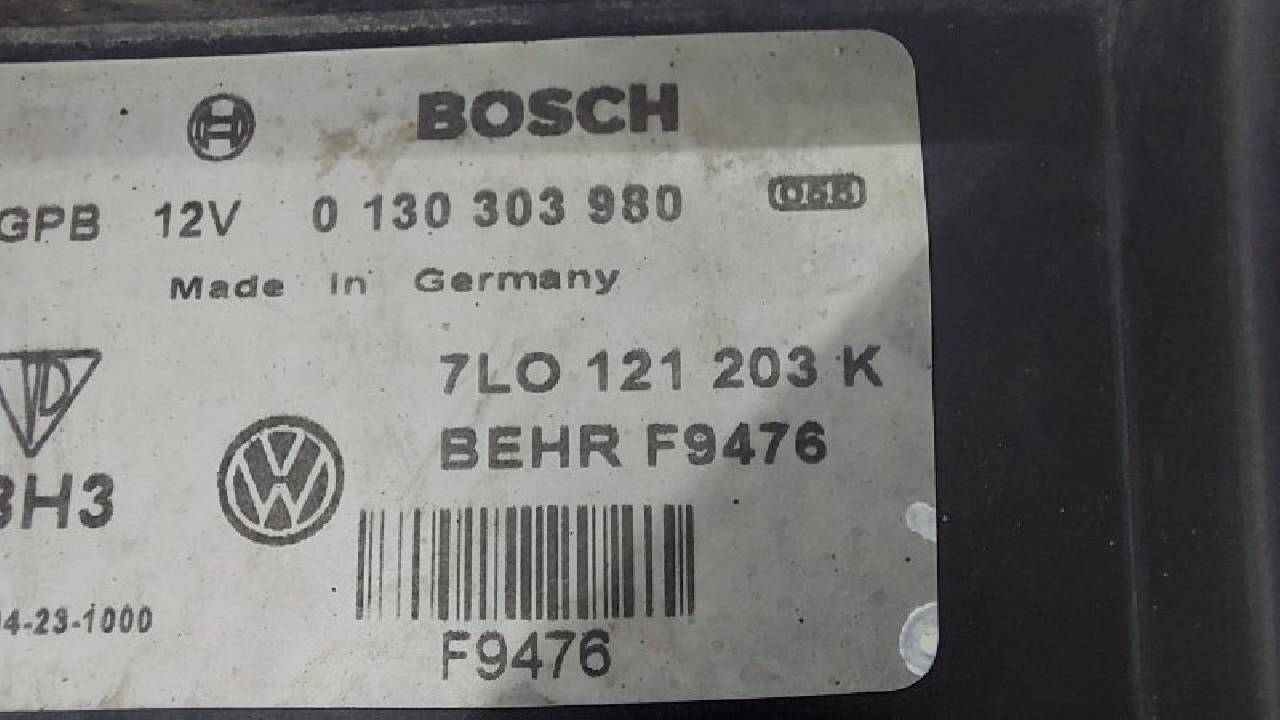 BOSCH
GPB 12V 0 130 303 980
Made in Germany
7LO 121 203 K
BEHR F9476
BH3
04-23-1000
F9476